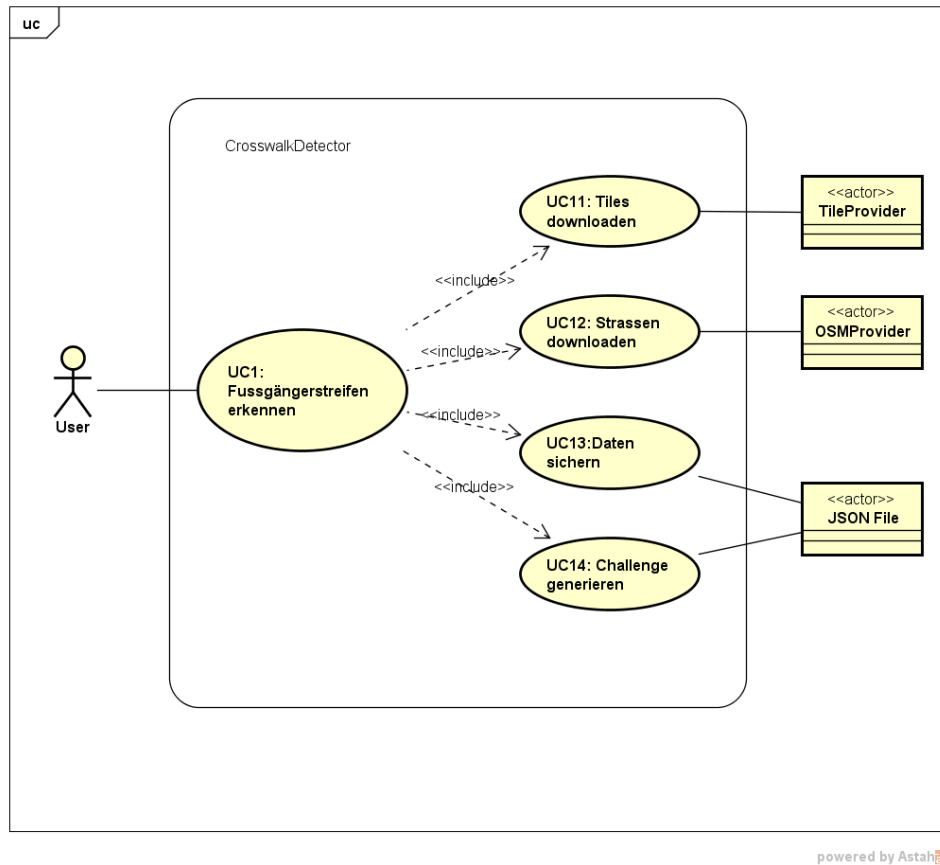 uc
CrosswalkDetector
UC11: Tiles
downloaden
<<actor>>
TileProvider
<<include>>
UC12: Strassen
downloaden
<<actor>>
OSMProvider
<<include>>
UC1:
Fussgängerstreifen
erkennen
User
<<include>>
UC13:Daten
sichern
<<include>>
<<actor>>
JSON File
UC14: Challenge
generieren
powered by Astah